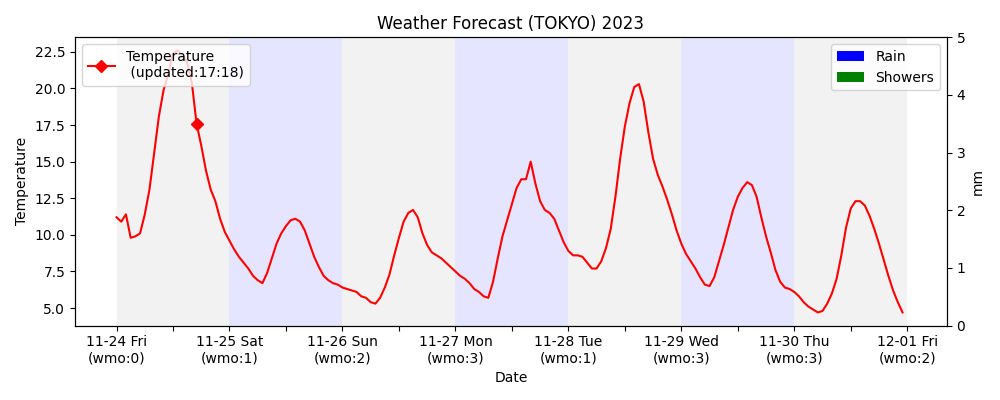 Weather Forecast (TOKYO) 2023
Temperature
(updated:17:18)
Rain
Showers
Temperature
22.5
20.0
17.5
15.0
12.5
10.0
7.5
5.0
5
4
3
2
1
0
mm
11-24 Fri
(wmo:0)
11-25 Sat
(wmo:1)
11-26 Sun
(wmo:2)
11-27 Mon
(wmo:3)
11-28 Tue
(wmo:1)
11-29 Wed
(wmo:3)
11-30 Thu
(wmo:3)
12-01 Fri
(wmo:2)
Date